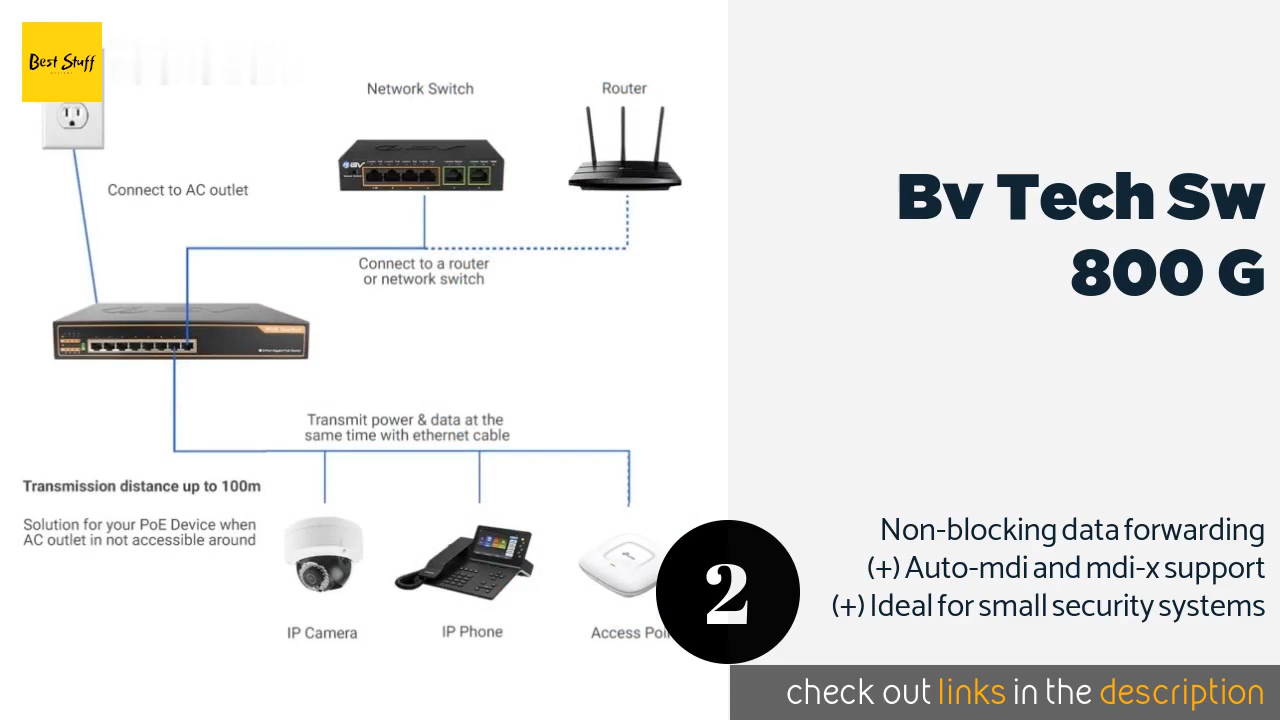 Best Stuff
Network Switch
Router
Connect to AC outlet
Connect to a router
or network switch
Transmit power & data at the
same time with ethernet cable
Transmission distance up to 100m
Solution for your PoE Device when
AC outlet in not accessible around
IP Camera
IP Phone
Access Poi
Bv Tech Sw
800 G
2
Non-blocking data forwarding
(+) Auto-mdi and mdi-x support
(+) Ideal for small security systems
check out links in the description